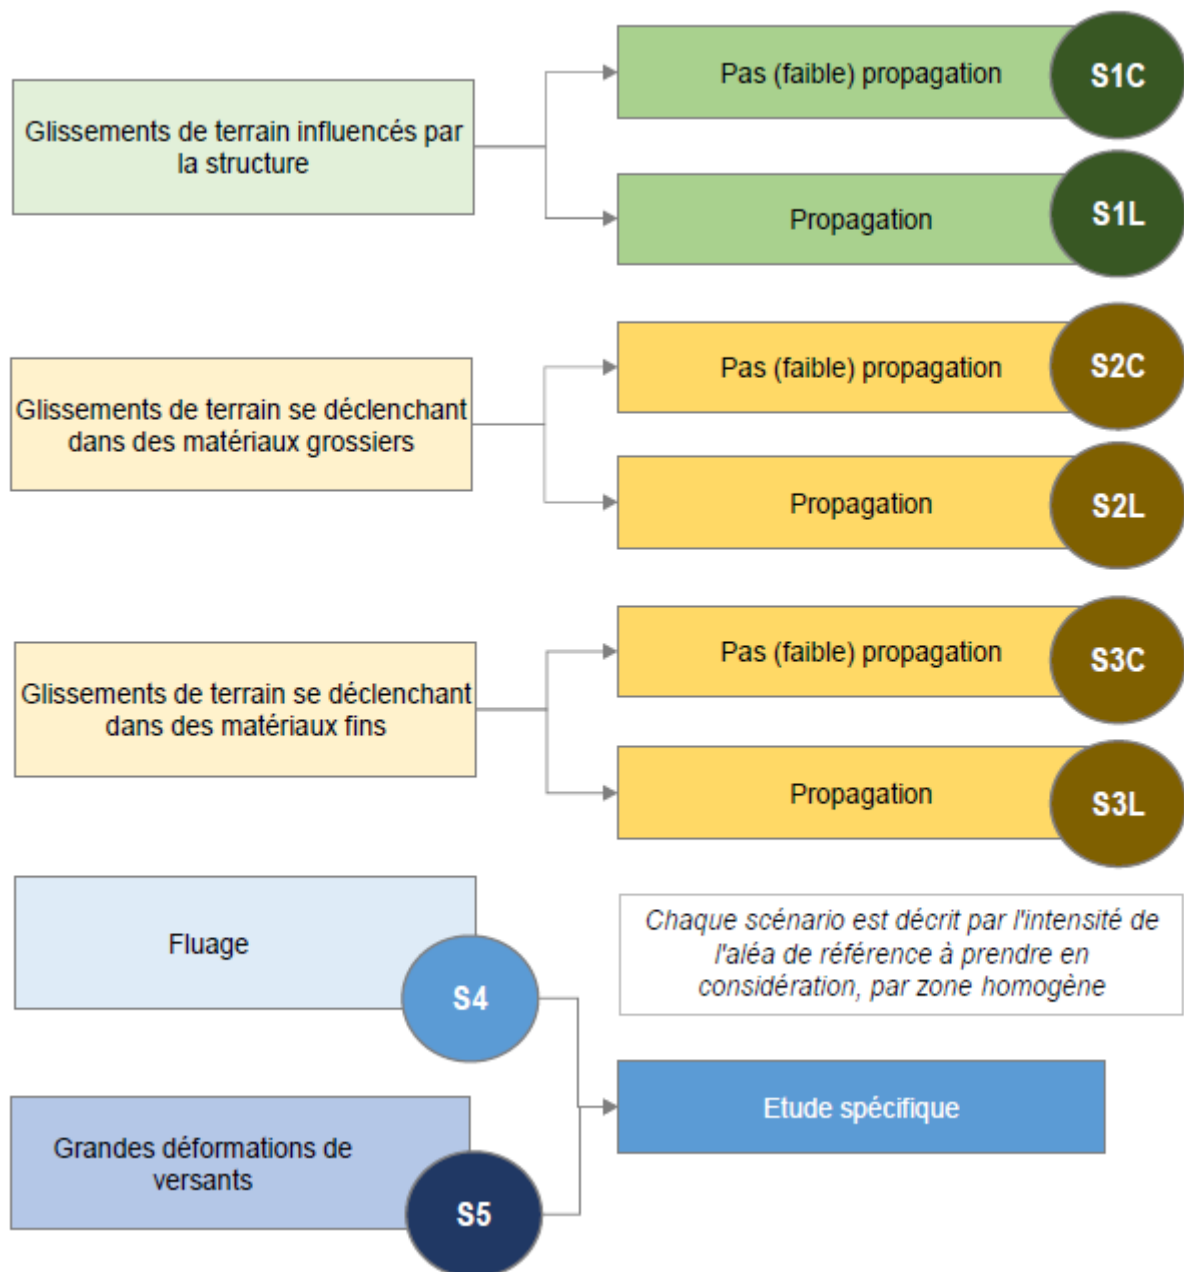 Glissements de terrain influencés par
la structure
Pas (faible) propagation
S1C
Propagation
S1L
Glissements de terrain se déclenchant
dans des matériaux grossiers
Pas (faible) propagation
S2C
Propagation
S2L
Glissements de terrain se déclenchant
dans des matériaux fins
Pas (faible) propagation
S3C
Propagation
S3L
Fluage
S4
Chaque scénario est décrit par l'intensité de
l'aléa de référence à prendre en
considération, par zone homogène
Grandes déformations de
versants
S5
Etude spécifique